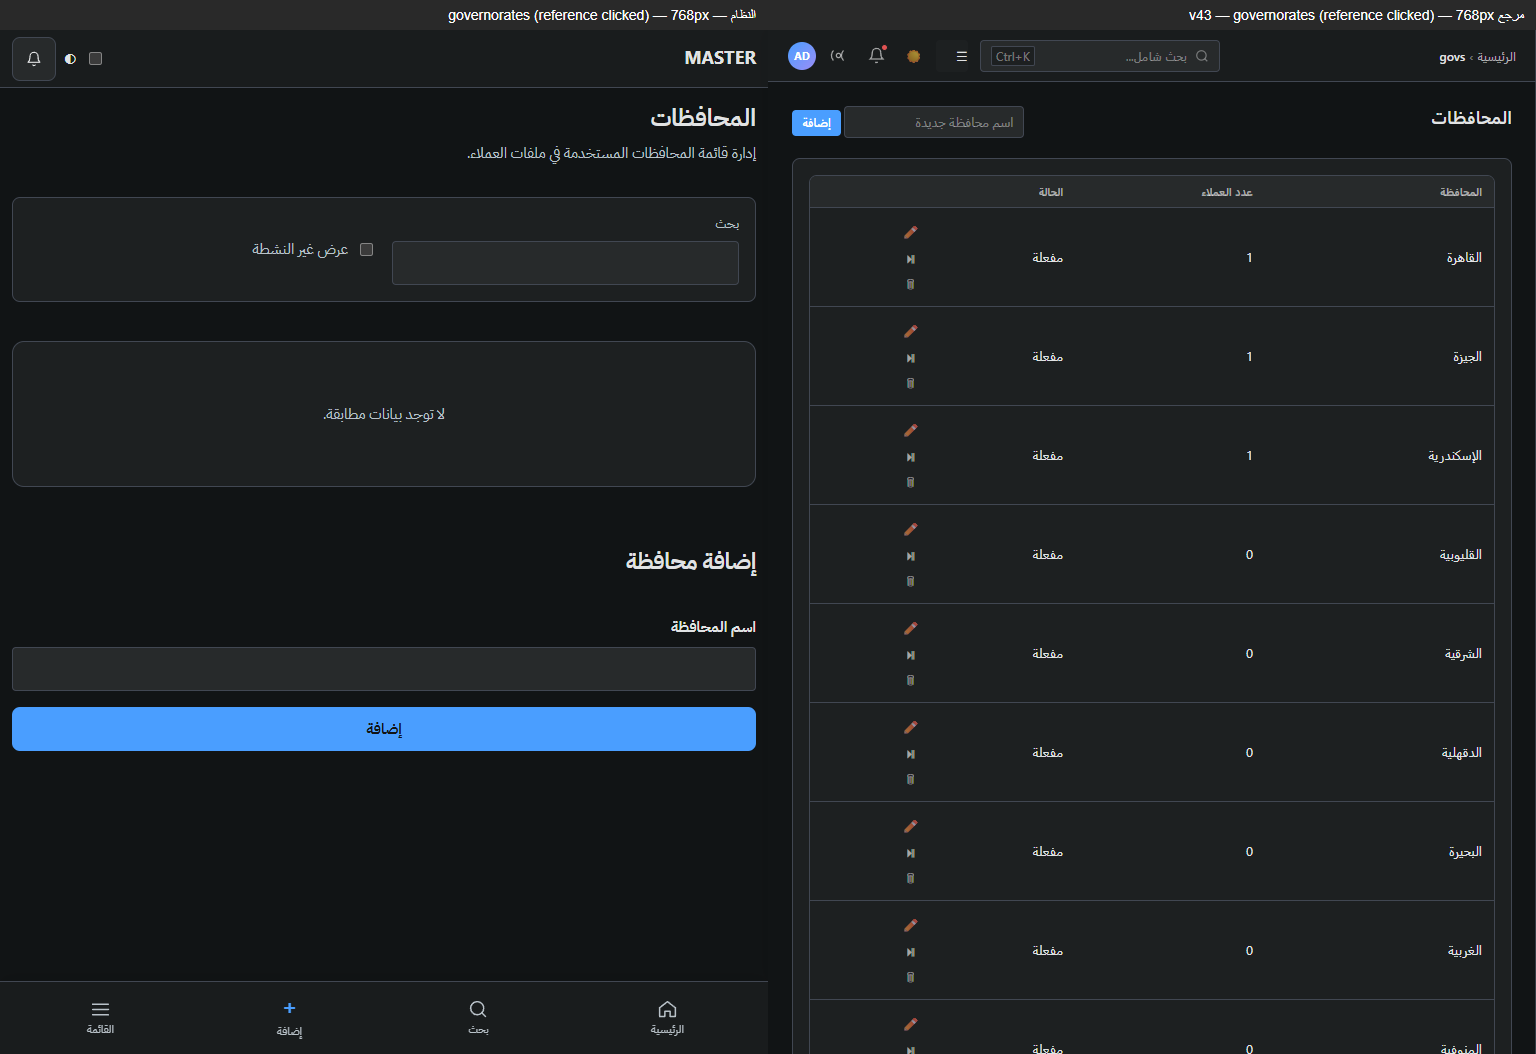 مرجع v43 — governorates (reference clicked) — 768px
الرئيسية › govs
بحث شامل... Ctrl+K
AD
المحافظات
اسم محافظة جديدة
إضافة
المحافظة عدد العملاء الحالة
القاهرة 1 مفعلة
الجيزة 1 مفعلة
الإسكندرية 1 مفعلة
القليوبية 0 مفعلة
الشرقية 0 مفعلة
الدقهلية 0 مفعلة
البحيرة 0 مفعلة
الغربية 0 مفعلة
المنوفية 0 مفعلة
النظام — governorates (reference clicked) — 768px
MASTER
المحافظات
إدارة قائمة المحافظات المستخدمة في ملفات العملاء.
بحث
عرض غير النشطة
لا توجد بيانات مطابقة.
إضافة محافظة
اسم المحافظة
إضافة
الرئيسية بحث إضافة القائمة